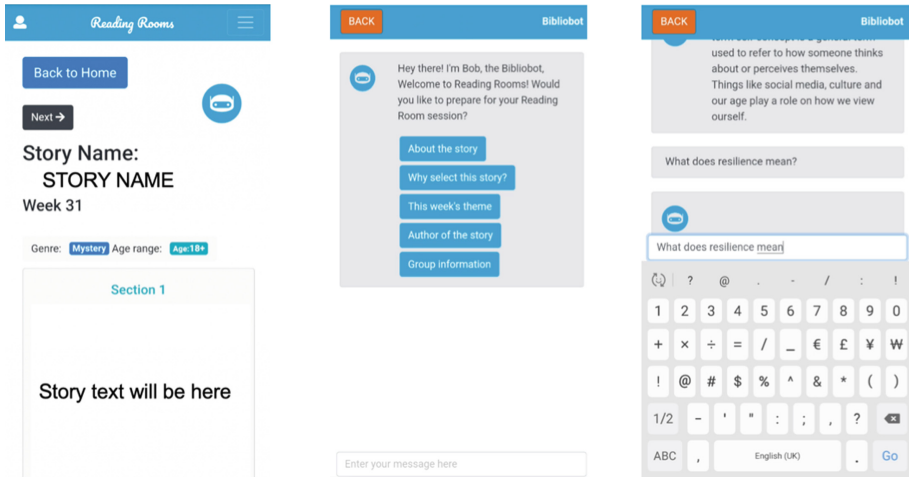 Reading Rooms
Back to Home
Next →
Story Name:
STORY NAME
Week 31
Genre: Mystery Age range: Age:18+
Section 1
Story text will be here
BACK
Bibliobot
Hey there! I'm Bob, the Bibliobot,
Welcome to Reading Rooms! Would
you like to prepare for your Reading
Room session?
About the story
Why select this story?
This week's theme
Author of the story
Group information
Enter your message here
BACK
Bibliobot
used to refer to how someone thinks
about or perceives themselves.
Things like social media, culture and
our age play a role on how we view
ourself.
What does resilience mean?
What does resilience mean
? @ . - / : !
1 2 3 4 5 6 7 8 9 0
+ × ÷ = / _ € £ ¥ ₩
! @ # $ % ^ & * ( )
1/2 - ' " : ; , ?
ABC , English (UK) . Go